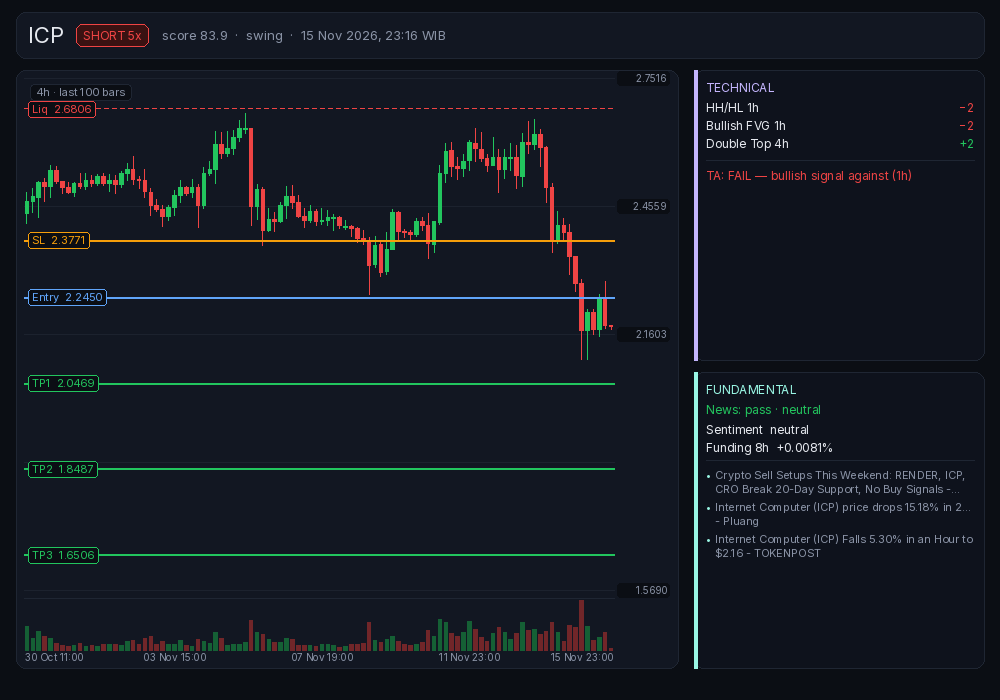 ICP SHORT 5x score 83.9 · swing · 15 Nov 2026, 23:16 WIB
4h · last 100 bars
2.7516
Liq 2.6806
2.4559
SL 2.3771
Entry 2.2450
2.1603
TP1 2.0469
TP2 1.8487
TP3 1.6506
1.5690
30 Oct 11:00 03 Nov 15:00 07 Nov 19:00 11 Nov 23:00 15 Nov 23:00
TECHNICAL
HH/HL 1h −2
Bullish FVG 1h −2
Double Top 4h +2
TA: FAIL — bullish signal against (1h)
FUNDAMENTAL
News: pass · neutral
Sentiment neutral
Funding 8h +0.0081%
• Crypto Sell Setups This Weekend: RENDER, ICP,
CRO Break 20-Day Support, No Buy Signals -…
• Internet Computer (ICP) price drops 15.18% in 2…
- Pluang
• Internet Computer (ICP) Falls 5.30% in an Hour to
$2.16 - TOKENPOST